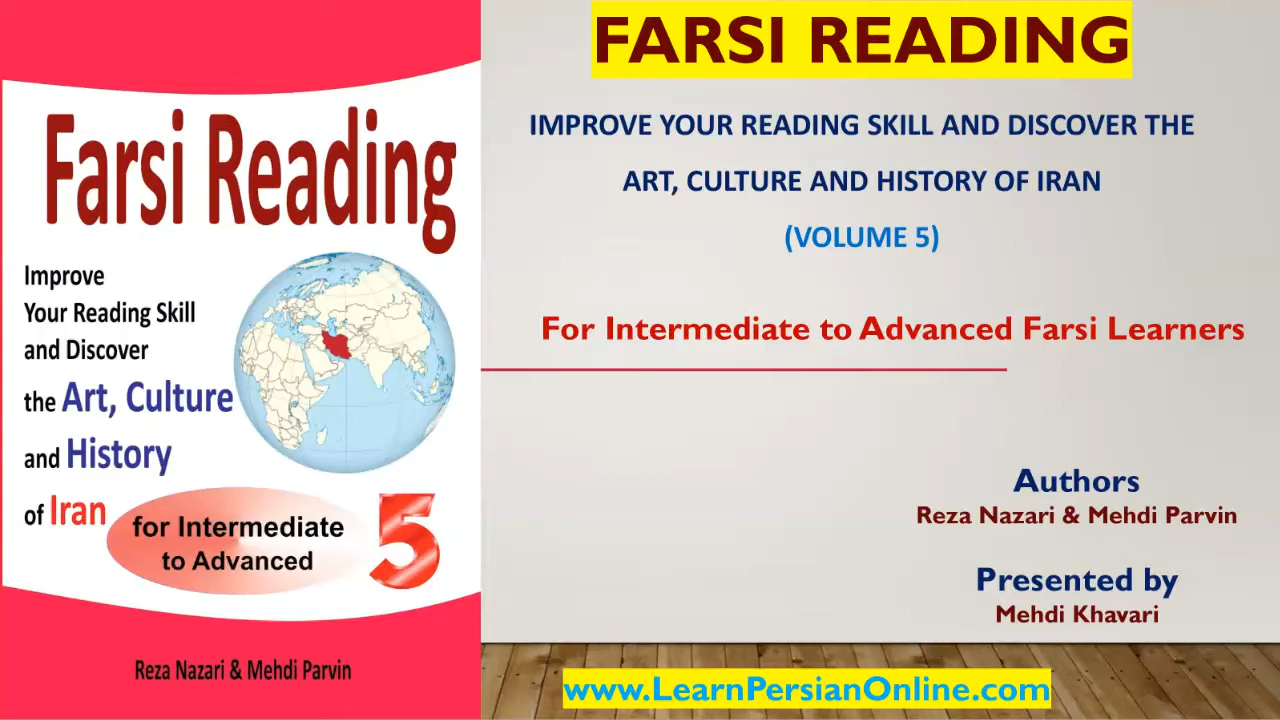 Farsi Reading
Improve
Your Reading Skill
and Discover
the Art, Culture
and History
of Iran
for Intermediate
to Advanced
5
Reza Nazari & Mehdi Parvin
FARSI READING
IMPROVE YOUR READING SKILL AND DISCOVER THE
ART, CULTURE AND HISTORY OF IRAN
(VOLUME 5)
For Intermediate to Advanced Farsi Learners
Authors
Reza Nazari & Mehdi Parvin
Presented by
Mehdi Khavari
www.LearnPersianOnline.com